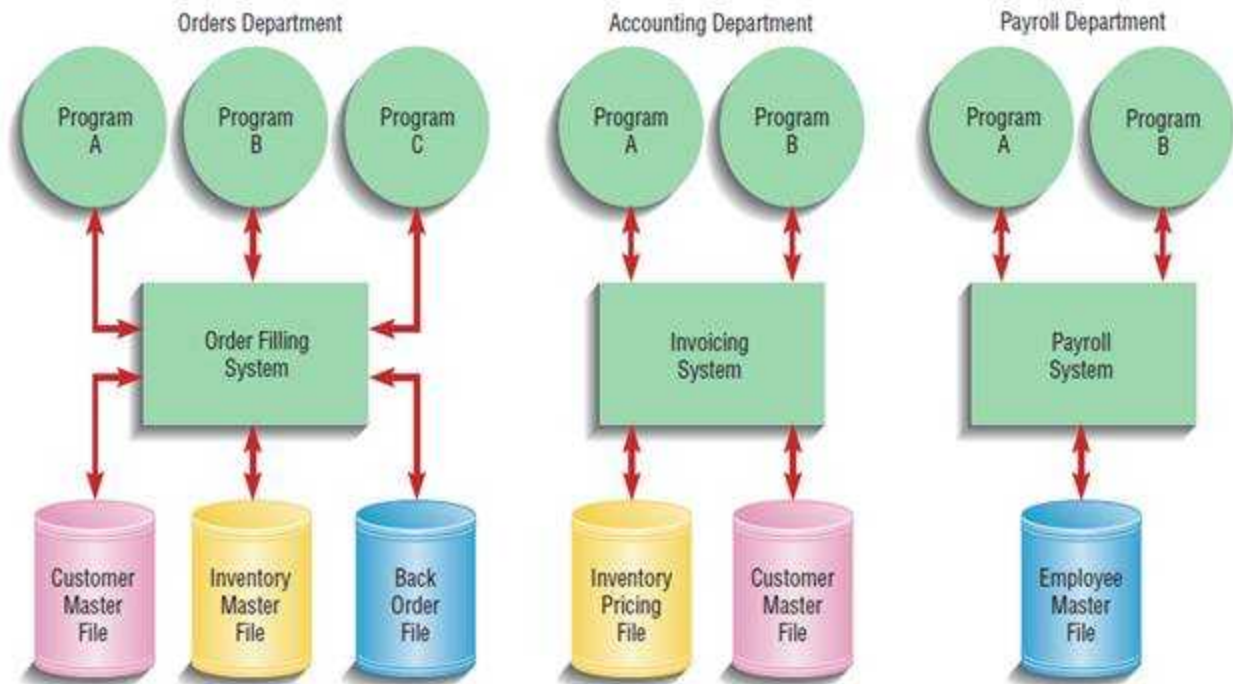 Orders Department
Accounting Department
Payroll Department
Program
A
Program
B
Program
C
Program
A
Program
B
Program
A
Program
B
Order Filling
System
Invoicing
System
Payroll
System
Customer
Master
File
Inventory
Master
File
Back
Order
File
Inventory
Pricing
File
Customer
Master
File
Employee
Master
File